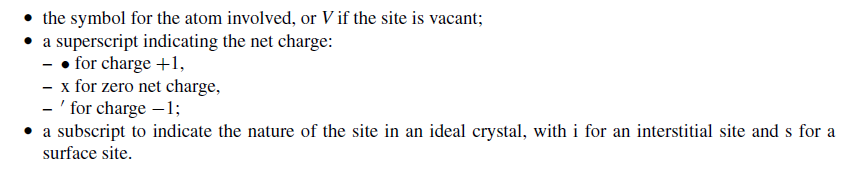 • the symbol for the atom involved, or V if the site is vacant;
• a superscript indicating the net charge:
– • for charge +1,
– x for zero net charge,
– ′ for charge −1;
• a subscript to indicate the nature of the site in an ideal crystal, with i for an interstitial site and s for a
surface site.